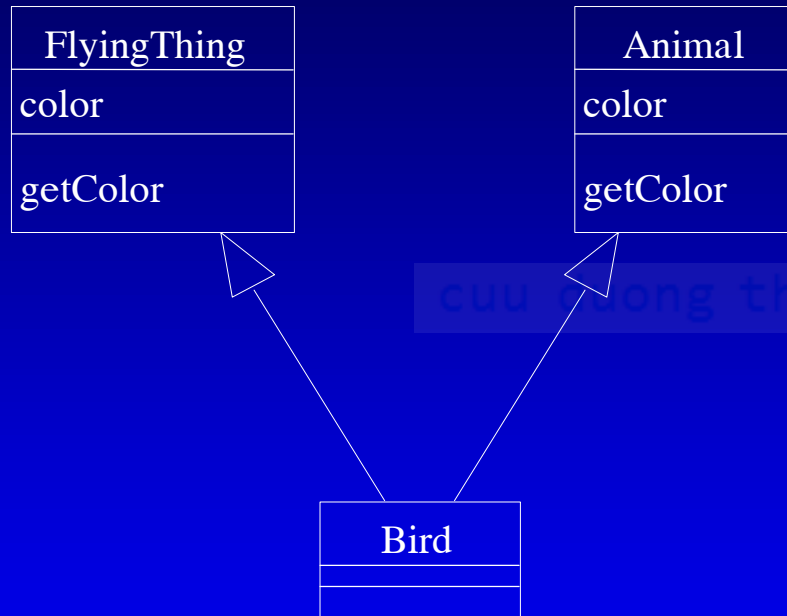 FlyingThing
color
getColor
Animal
color
getColor
cuu duong th
Bird